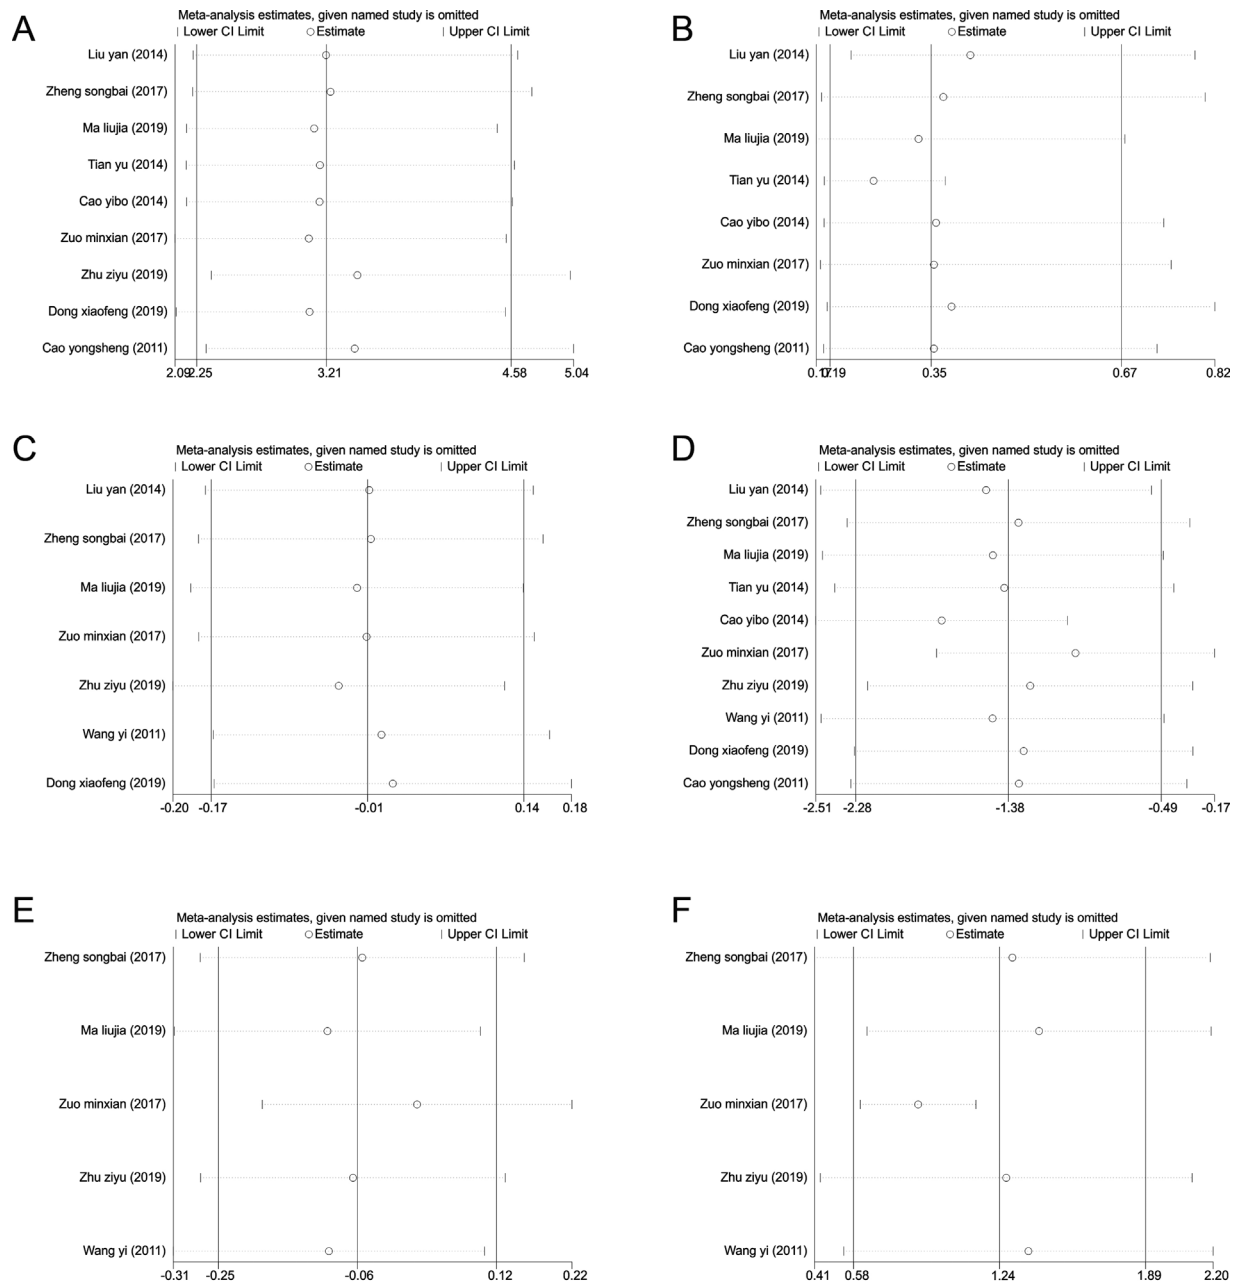 A
Meta-analysis estimates, given named study is omitted
Lower CI Limit Estimate Upper CI Limit
Liu yan (2014)
Zheng songbai (2017)
Ma liujia (2019)
Tian yu (2014)
Cao yibo (2014)
Zuo minxian (2017)
Zhu ziyu (2019)
Dong xiaofeng (2019)
Cao yongsheng (2011)
2.09 2.25 3.21 4.58 5.04
B
Meta-analysis estimates, given named study is omitted
Lower CI Limit Estimate Upper CI Limit
Liu yan (2014)
Zheng songbai (2017)
Ma liujia (2019)
Tian yu (2014)
Cao yibo (2014)
Zuo minxian (2017)
Dong xiaofeng (2019)
Cao yongsheng (2011)
0.17 0.19 0.35 0.67 0.82
C
Meta-analysis estimates, given named study is omitted
Lower CI Limit Estimate Upper CI Limit
Liu yan (2014)
Zheng songbai (2017)
Ma liujia (2019)
Zuo minxian (2017)
Zhu ziyu (2019)
Wang yi (2011)
Dong xiaofeng (2019)
-0.20 -0.17 -0.01 0.14 0.18
D
Meta-analysis estimates, given named study is omitted
Lower CI Limit Estimate Upper CI Limit
Liu yan (2014)
Zheng songbai (2017)
Ma liujia (2019)
Tian yu (2014)
Cao yibo (2014)
Zuo minxian (2017)
Zhu ziyu (2019)
Wang yi (2011)
Dong xiaofeng (2019)
Cao yongsheng (2011)
-2.51 -2.28 -1.38 -0.49 -0.17
E
Meta-analysis estimates, given named study is omitted
Lower CI Limit Estimate Upper CI Limit
Zheng songbai (2017)
Ma liujia (2019)
Zuo minxian (2017)
Zhu ziyu (2019)
Wang yi (2011)
-0.31 -0.25 -0.06 0.12 0.22
F
Meta-analysis estimates, given named study is omitted
Lower CI Limit Estimate Upper CI Limit
Zheng songbai (2017)
Ma liujia (2019)
Zuo minxian (2017)
Zhu ziyu (2019)
Wang yi (2011)
0.41 0.58 1.24 1.89 2.20